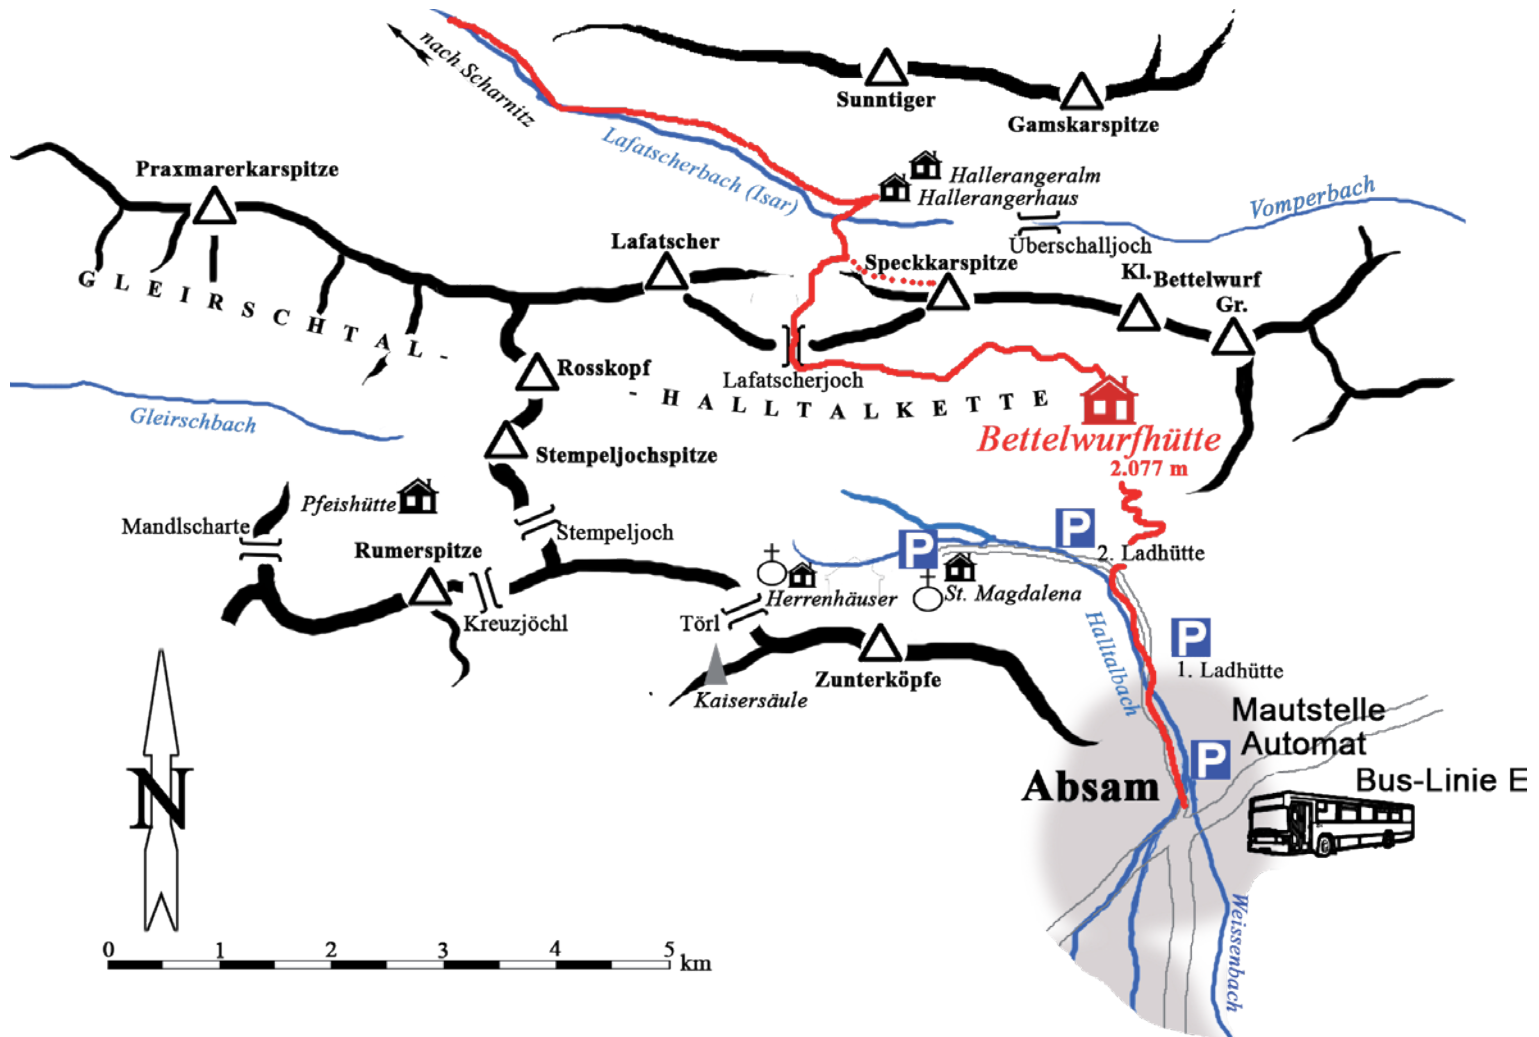 nach Scharnitz
Sunntiger
Gamskarspitze
Lafatscherbach (Isar)
Praxmarerkarspitze
Hallerangeralm
Hallerangerhaus
Vomperbach
Überschalljoch
Lafatscher
Speckkarspitze
Kl. Bettelwurf
Gr.
GLEIRSCHTAL-
Rosskopf
Lafatscherjoch
-HALLTALKETTE
Gleirschbach
Bettelwurfhütte
2.077 m
Stempeljochspitze
Pfeishütte
Mandlscharte
Stempeljoch
P
P
2. Ladhütte
Rumerspitze
Herrenhäuser
St. Magdalena
Kreuzjöchl
Törl
Halltalbach
P
1. Ladhütte
Zunterköpfe
Kaisersäule
Mautstelle
Automat
P
Absam
Bus-Linie E
N
Weissenbach
0 1 2 3 4 5 km